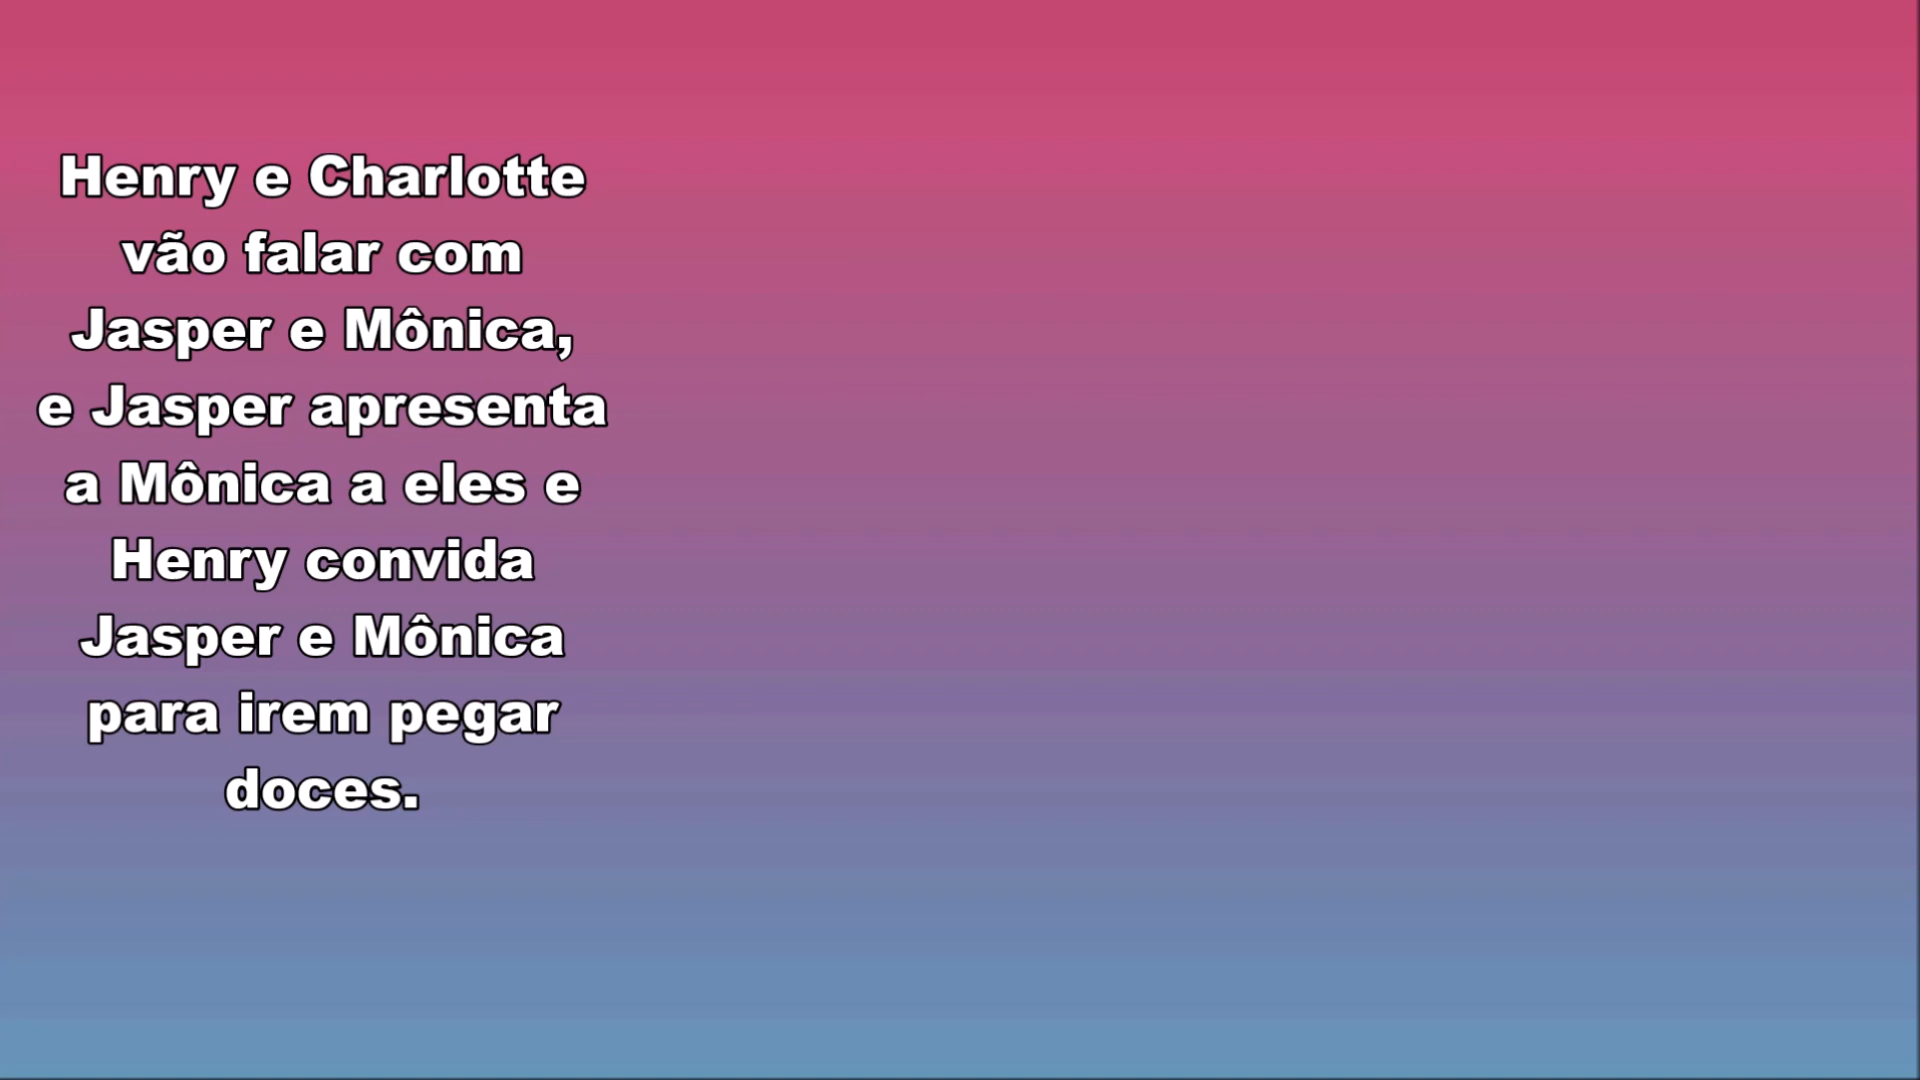 Henry e Charlotte
vão falar com
Jasper e Mônica,
e Jasper apresenta
a Mônica a eles e
Henry convida
Jasper e Mônica
para irem pegar
doces.